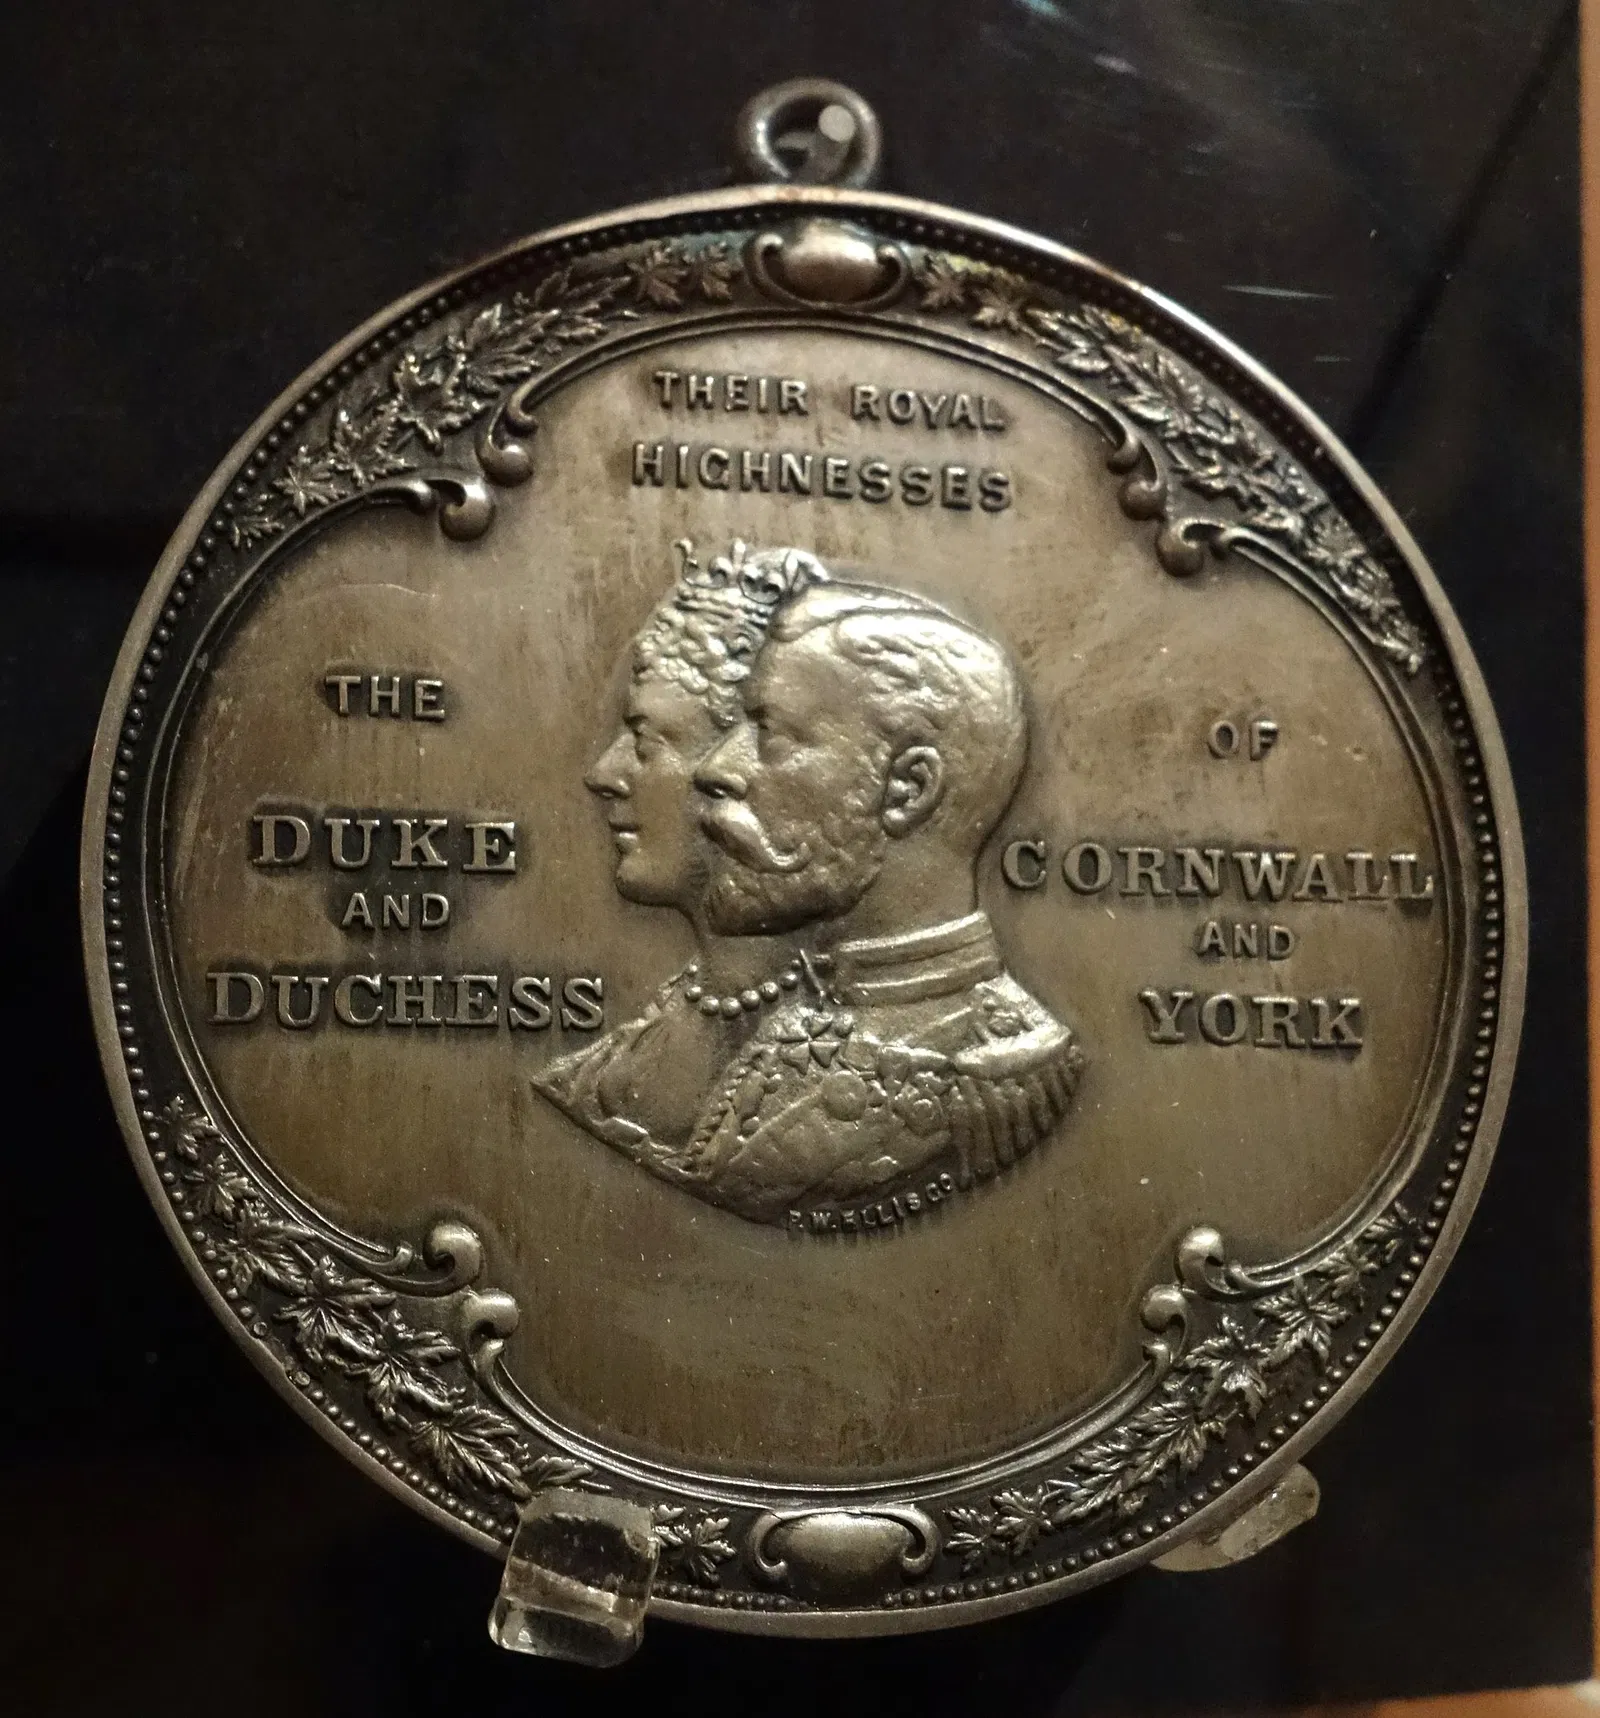 THEIR ROYAL
HIGHNESSES
THE
DUKE
AND
DUCHESS
OF
CORNWALL
AND
YORK
P.W.ELLIS Co